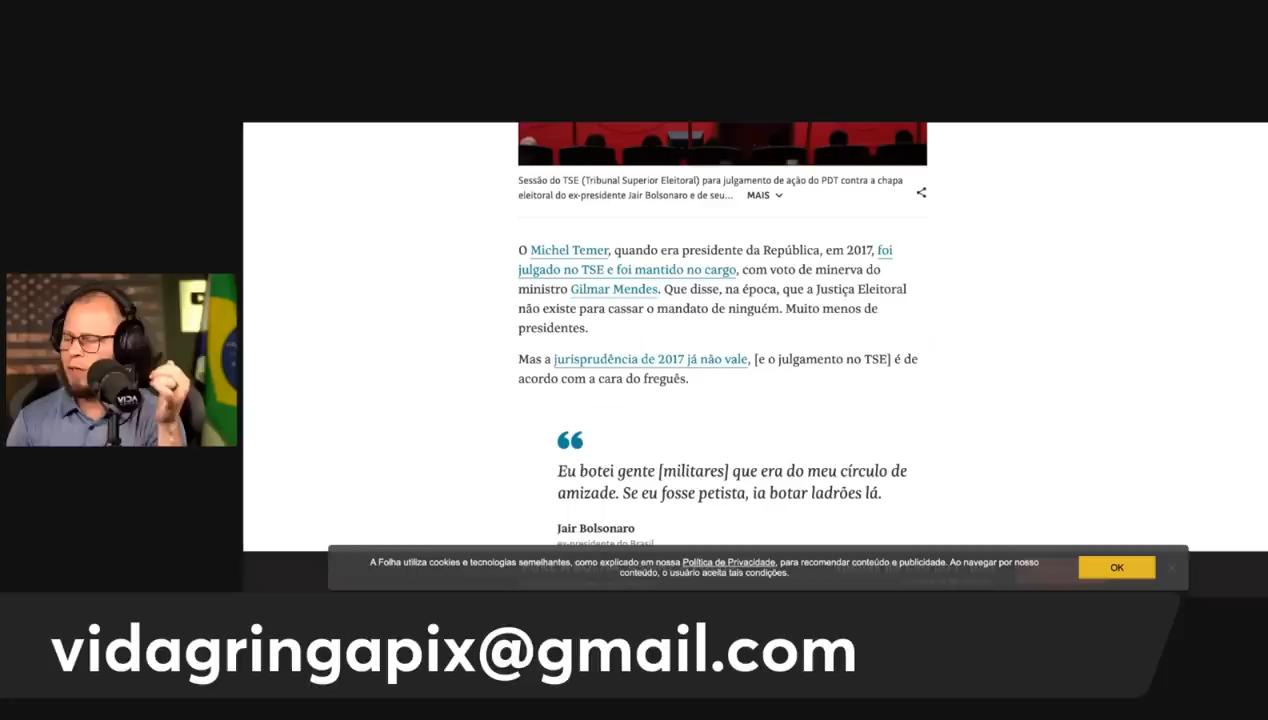 Sessão do TSE (Tribunal Superior Eleitoral) para julgamento de ação do PDT contra a chapa
eleitoral do ex-presidente Jair Bolsonaro e de seu... MAIS
O Michel Temer, quando era presidente da República, em 2017, foi
julgado no TSE e foi mantido no cargo, com voto de minerva do
ministro Gilmar Mendes. Que disse, na época, que a Justiça Eleitoral
não existe para cassar o mandato de ninguém. Muito menos de
presidentes.
Mas a jurisprudência de 2017 já não vale, [e o julgamento no TSE] é de
acordo com a cara do freguês.
Eu botei gente [militares] que era do meu círculo de
amizade. Se eu fosse petista, ia botar ladrões lá.
Jair Bolsonaro
ex-presidente do Brasil
A Folha utiliza cookies e tecnologias semelhantes, como explicado em nossa Política de Privacidade, para recomendar conteúdo e publicidade. Ao navegar por nosso
conteúdo, o usuário aceita tais condições.
OK
VIDA
vidagringapix@gmail.com